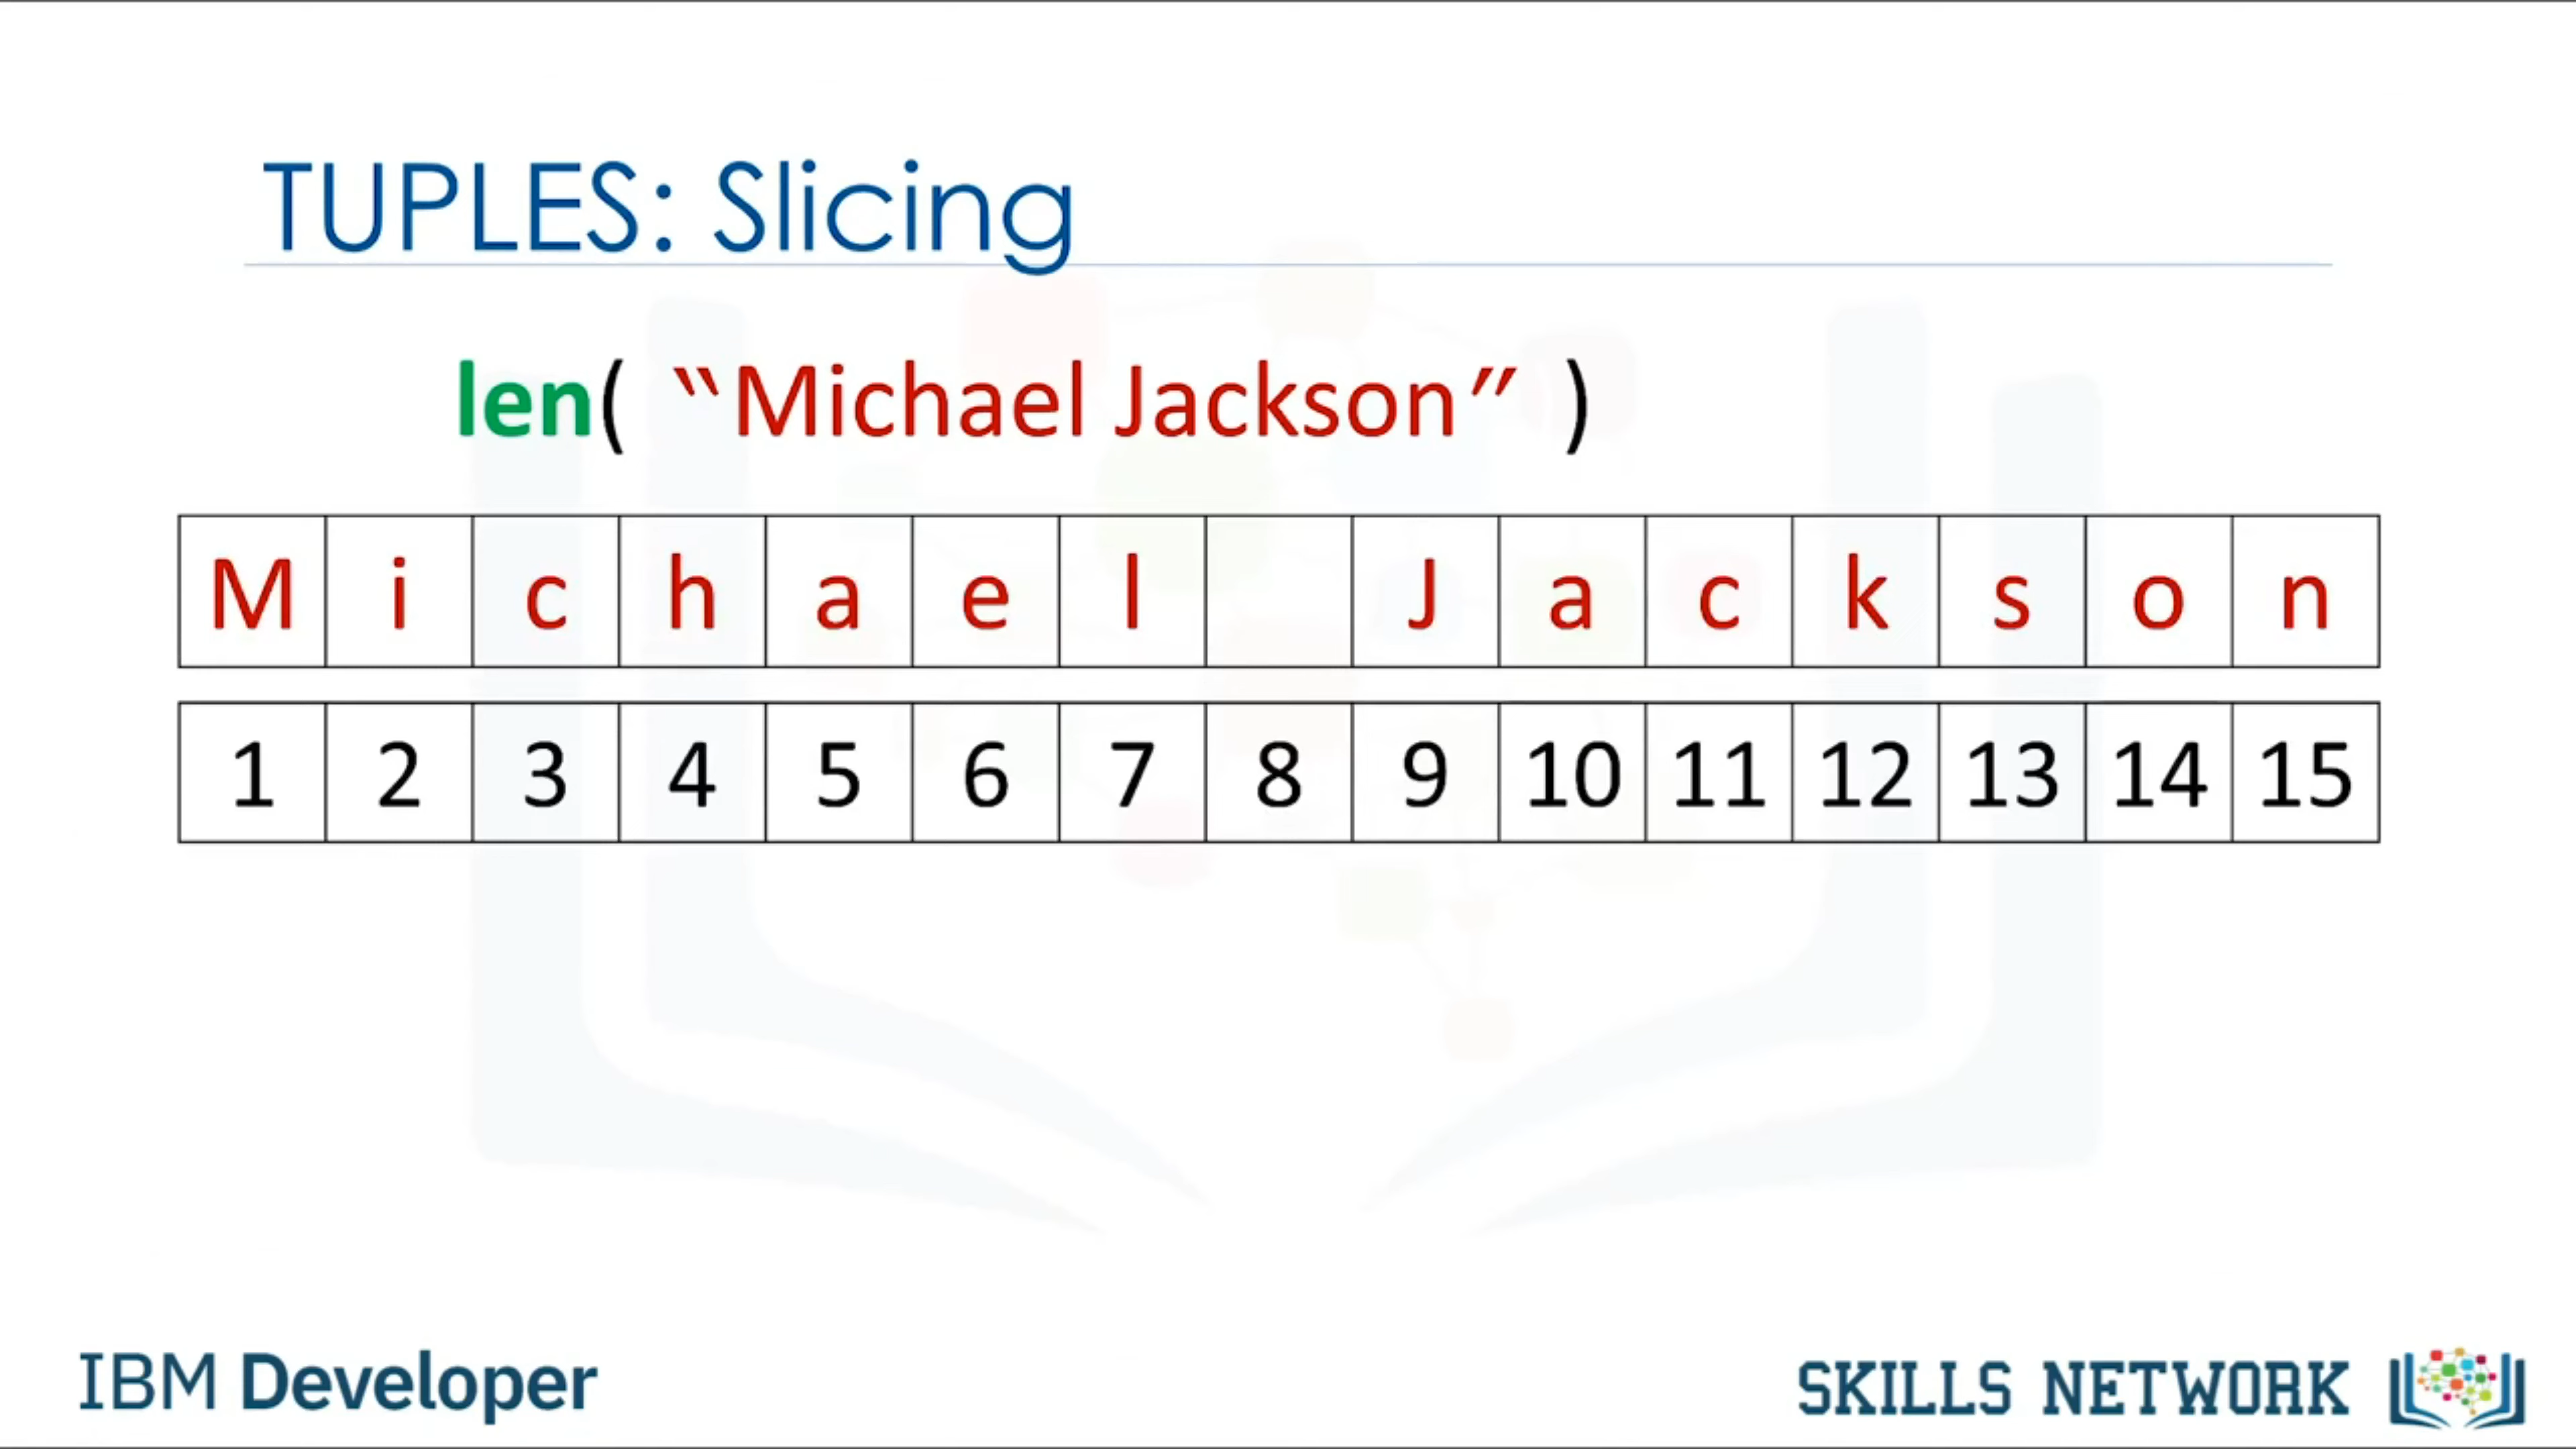 TUPLES: Slicing
len( “Michael Jackson” )
M i c h a e l J a c k s o n
1 2 3 4 5 6 7 8 9 10 11 12 13 14 15
IBM Developer
SKILLS NETWORK